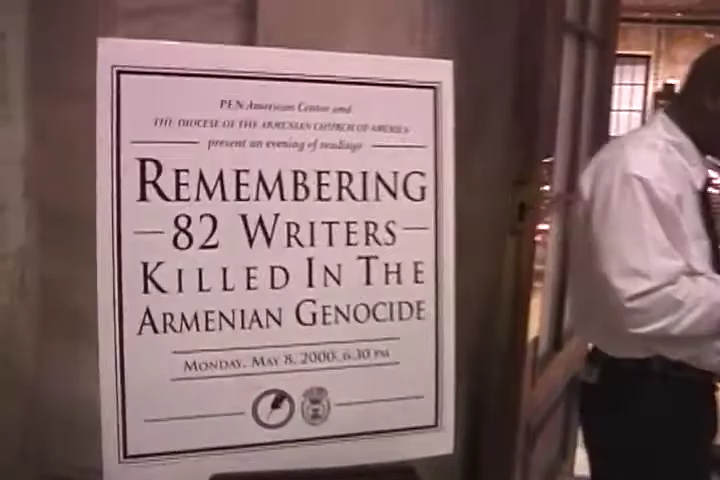 PEN American Center and
THE DIOCESE OF THE ARMENIAN CHURCH OF AMERICA
present an evening of readings
REMEMBERING
82 WRITERS
KILLED IN THE
ARMENIAN GENOCIDE
MONDAY, MAY 8, 2000, 6:30 PM